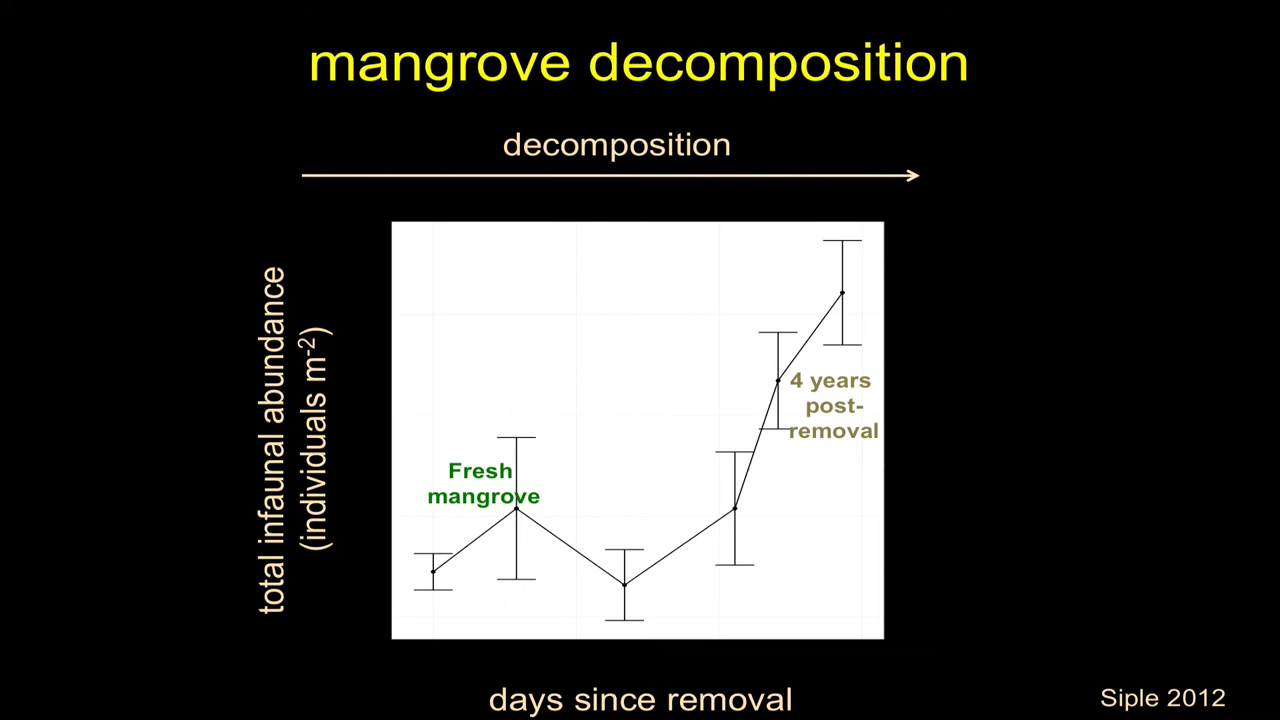 mangrove decomposition
decomposition
total infaunal abundance
(individuals m-2)
Fresh
mangrove
4 years
post-
removal
days since removal
Siple 2012